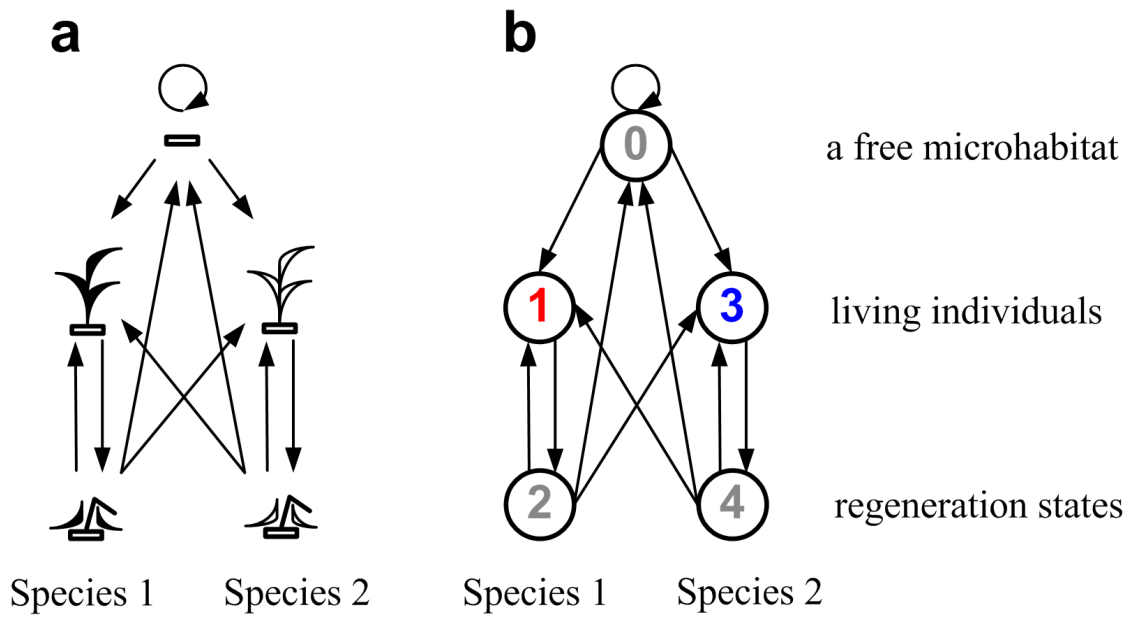 a
b
0
a free microhabitat
1
3
living individuals
2
4
regeneration states
Species 1
Species 2
Species 1
Species 2